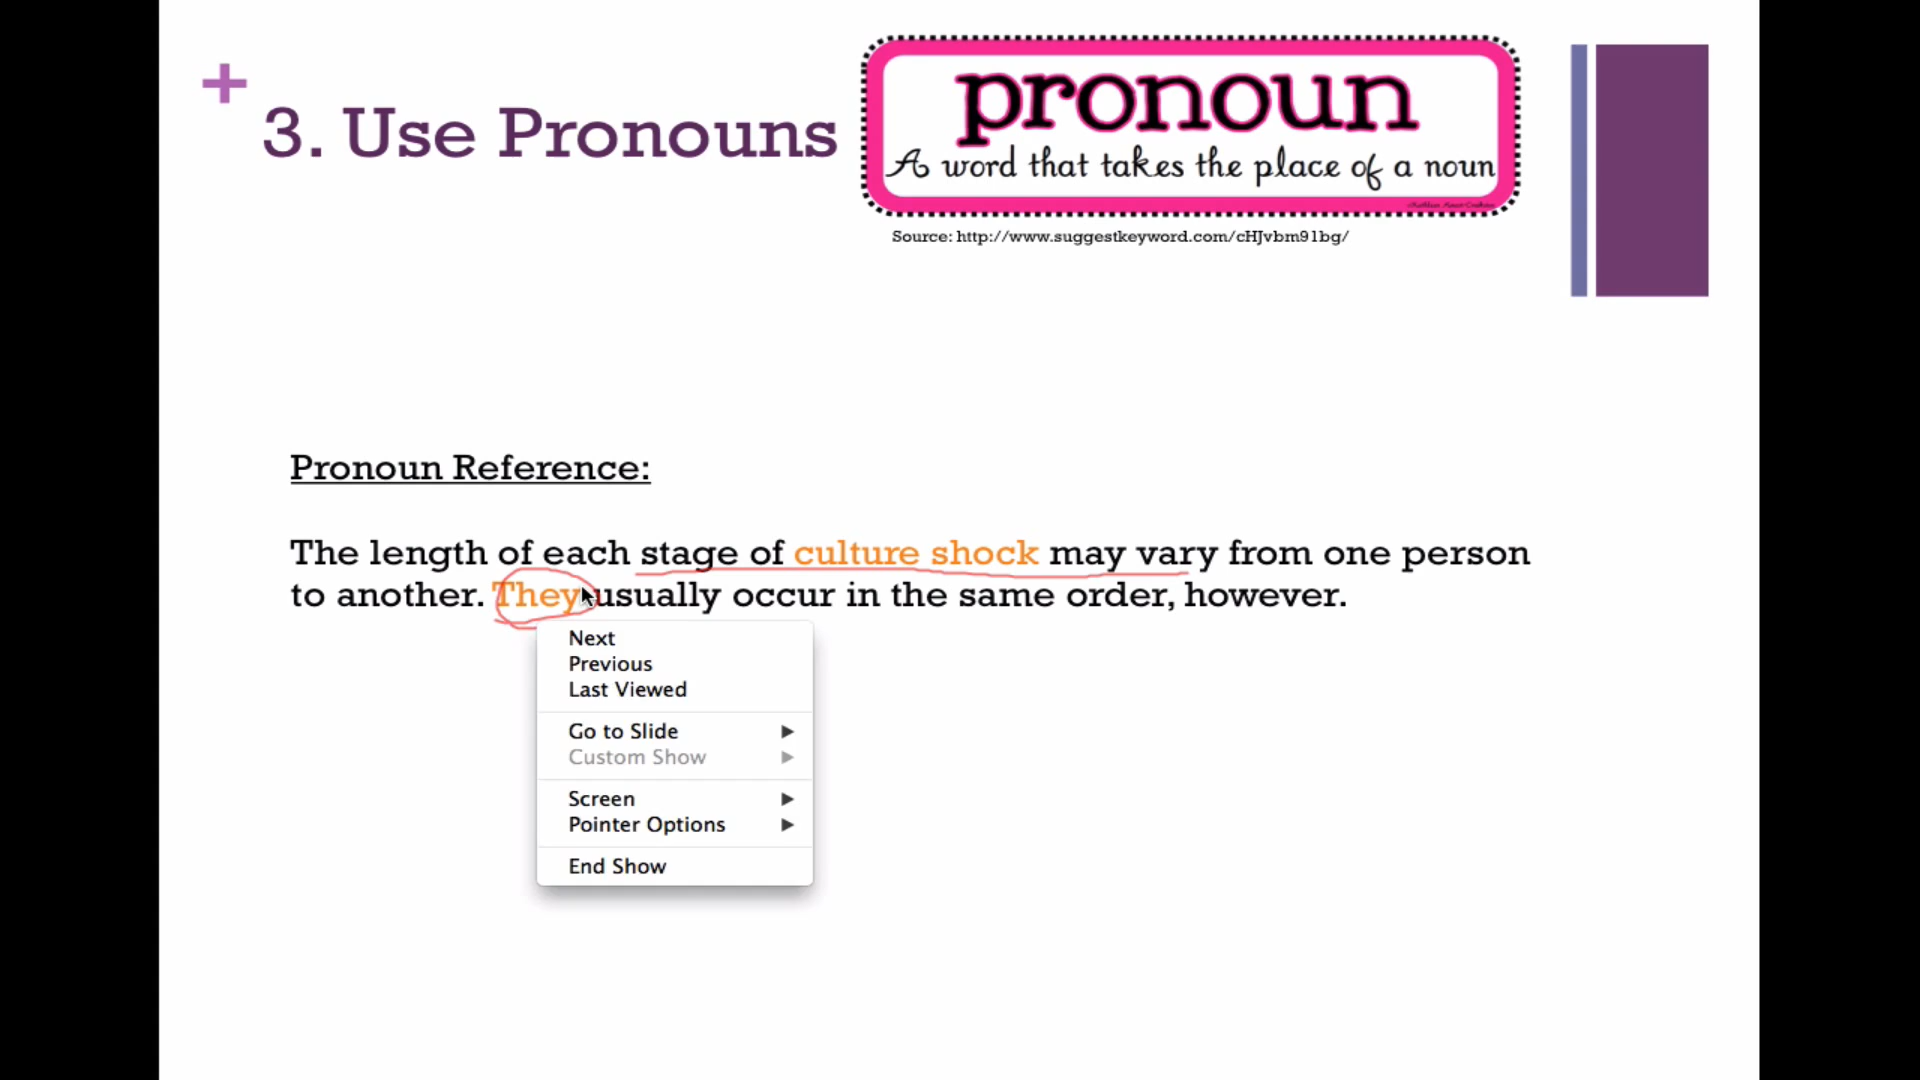 +
3. Use Pronouns
pronoun
A word that takes the place of a noun
Source: http://www.suggestkeyword.com/cHJvbm91bg/
Pronoun Reference:
The length of each stage of culture shock may vary from one person
to another. They usually occur in the same order, however.
Next
Previous
Last Viewed
Go to Slide
Custom Show
Screen
Pointer Options
End Show